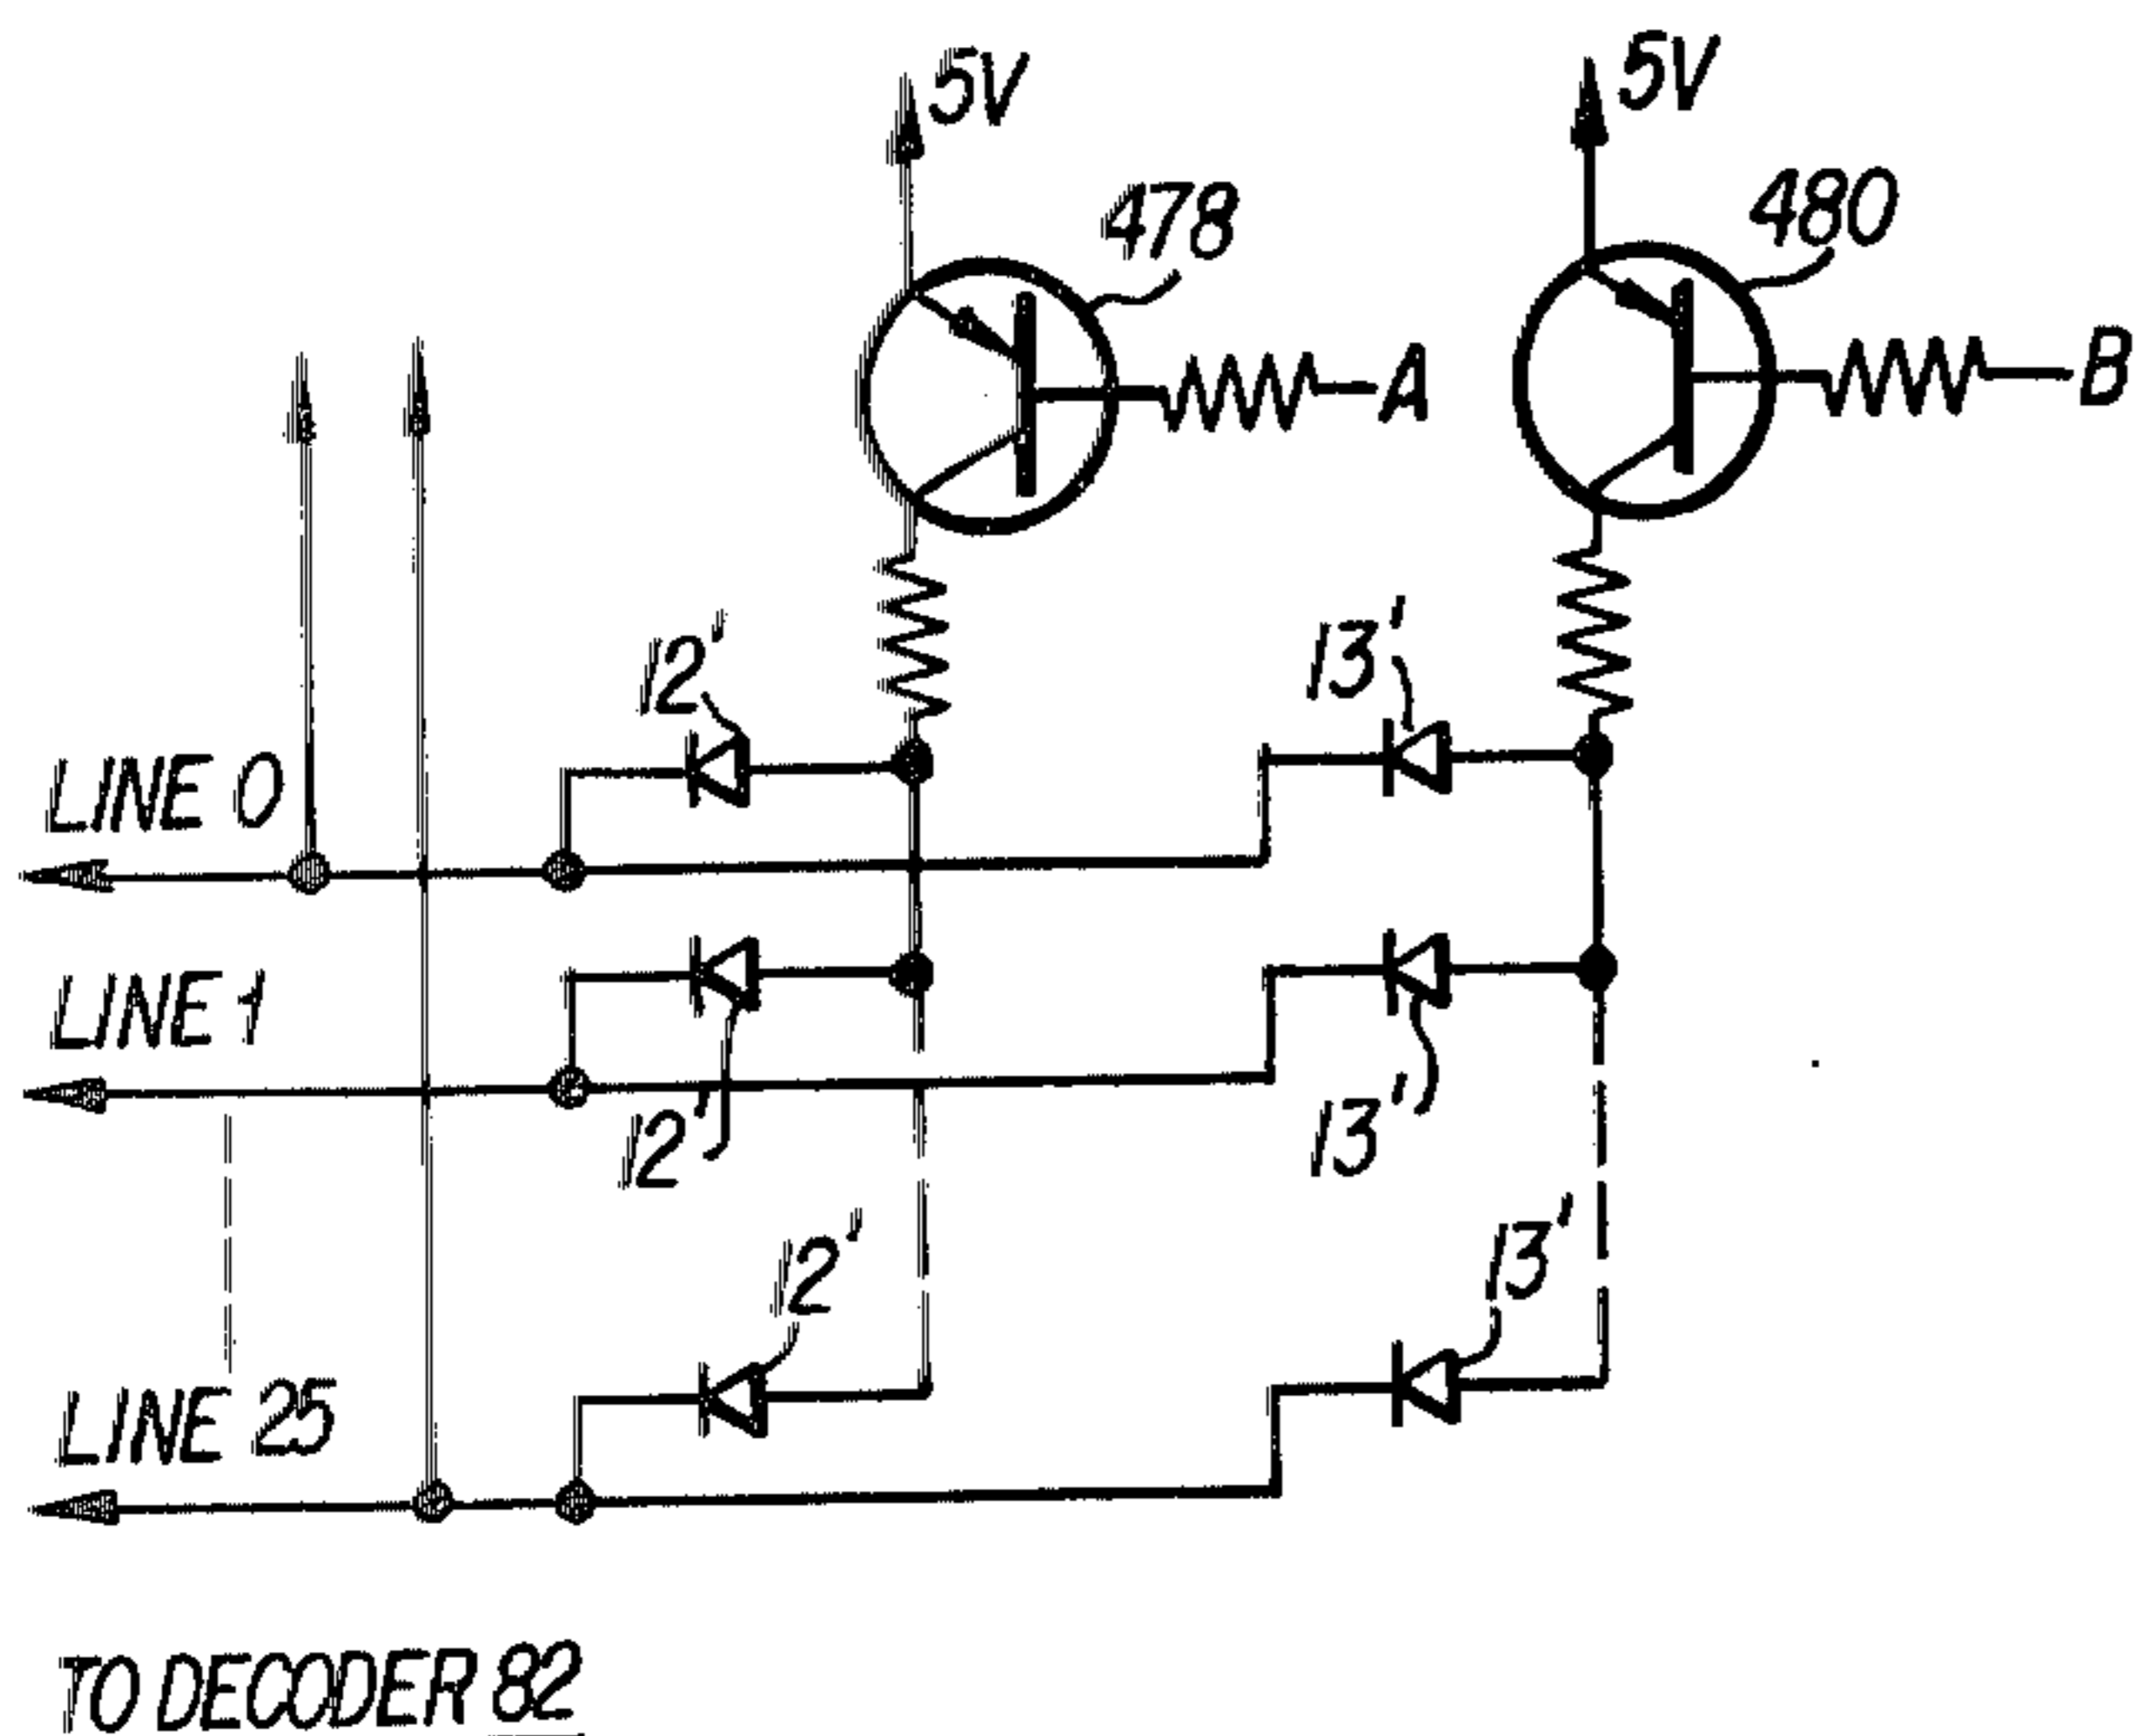 5V
5V
478
480
A
B
12'
13'
LINE 0
LINE 1
12'
13'
12'
13'
LINE 25
TO DECODER 82